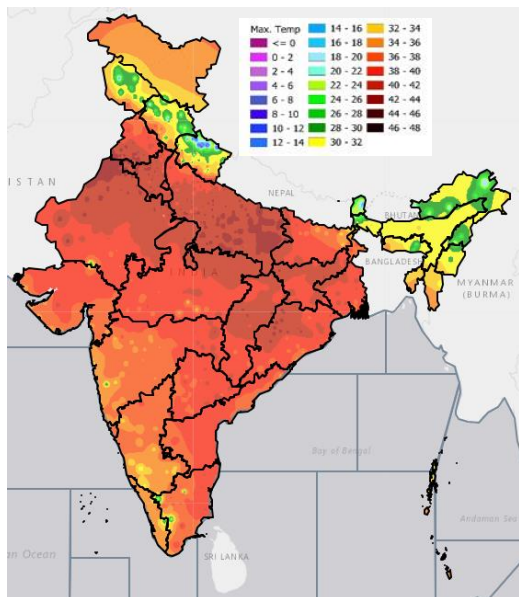 Max. Temp
<= 0
0 - 2
2 - 4
4 - 6
6 - 8
8 - 10
10 - 12
12 - 14
14 - 16
16 - 18
18 - 20
20 - 22
22 - 24
24 - 26
26 - 28
28 - 30
30 - 32
32 - 34
34 - 36
36 - 38
38 - 40
40 - 42
42 - 44
44 - 46
46 - 48
ISTAN
NEPAL
BHUTAN
BANGLADESH
INDIA
MYANMAR
(BURMA)
Bay of Bengal
Andaman Sea
an Ocean
SRI LANKA